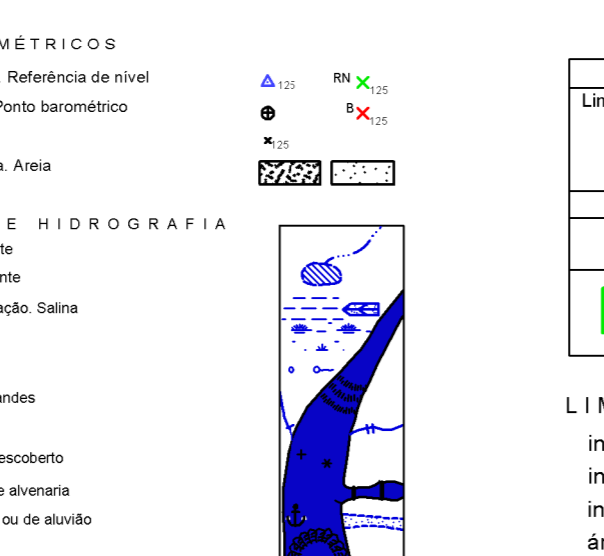 MÉTRICOS
. Referência de nível
125
RN
125
Ponto barométrico
B
125
125
a. Areia
E HIDROGRAFIA
te
nte
ação. Salina
andes
escoberto
e alvenaria
ou de aluvião
Lin
LIM
in
in
in
ár